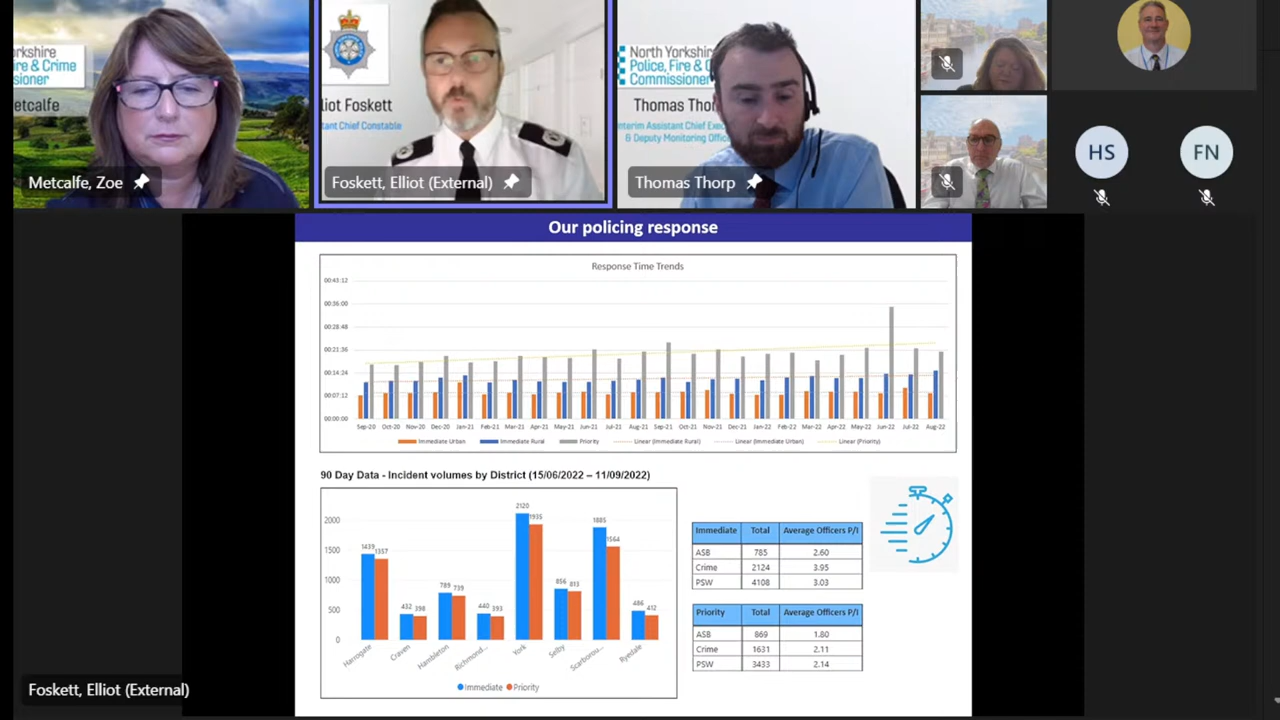 rkshire
re & Crime
ssioner
etcalfe
Metcalfe, Zoe
liot Foskett
tant Chief Constable
Foskett, Elliot (External)
North Yorkshire
Police, Fire & C
Commissioner
Thomas Thor
Interim Assistant Chief Exec
& Deputy Monitoring Offic
Thomas Thorp
HS
FN
Our policing response
Response Time Trends
00:43:12
00:36:00
00:28:48
00:21:36
00:14:24
00:07:12
00:00:00
Sep-20 Oct-20 Nov-20 Dec-20 Jan-21 Feb-21 Mar-21 Apr-21 May-21 Jun-21 Jul-21 Aug-21 Sep-21 Oct-21 Nov-21 Dec-21 Jan-22 Feb-22 Mar-22 Apr-22 May-22 Jun-22 Jul-22 Aug-22
Immediate Urban Immediate Rural Priority Linear (Immediate Rural) Linear (Immediate Urban) Linear (Priority)
90 Day Data - Incident volumes by District (15/06/2022 – 11/09/2022)
2000
1500
1000
500
0
1439 1357
432 398
789 739
440 393
2120 1935
856 813
1885 1564
486 412
Harrogate Craven Hambleton Richmond... York Selby Scarborou... Ryedale
Immediate Priority
Immediate Total Average Officers P/I
ASB 785 2.60
Crime 2124 3.95
PSW 4108 3.03
Priority Total Average Officers P/I
ASB 869 1.80
Crime 1631 2.11
PSW 3433 2.14
Foskett, Elliot (External)